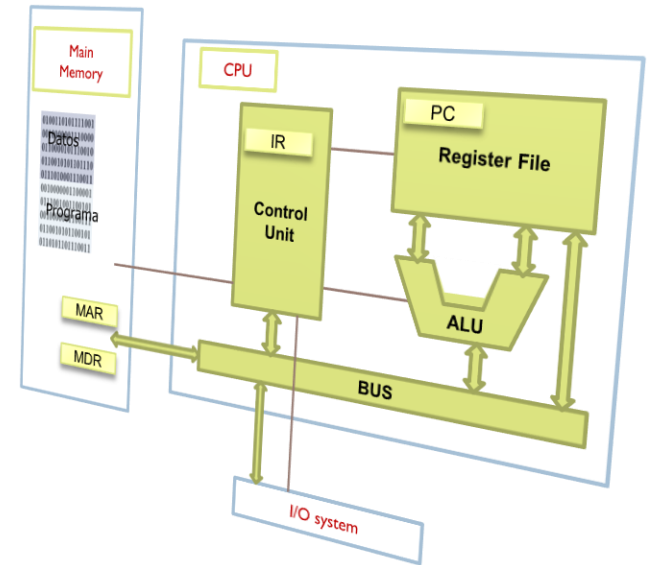 Main
Memory
CPU
Datos
Programa
MAR
MDR
IR
Control
Unit
PC
Register File
ALU
BUS
I/O system